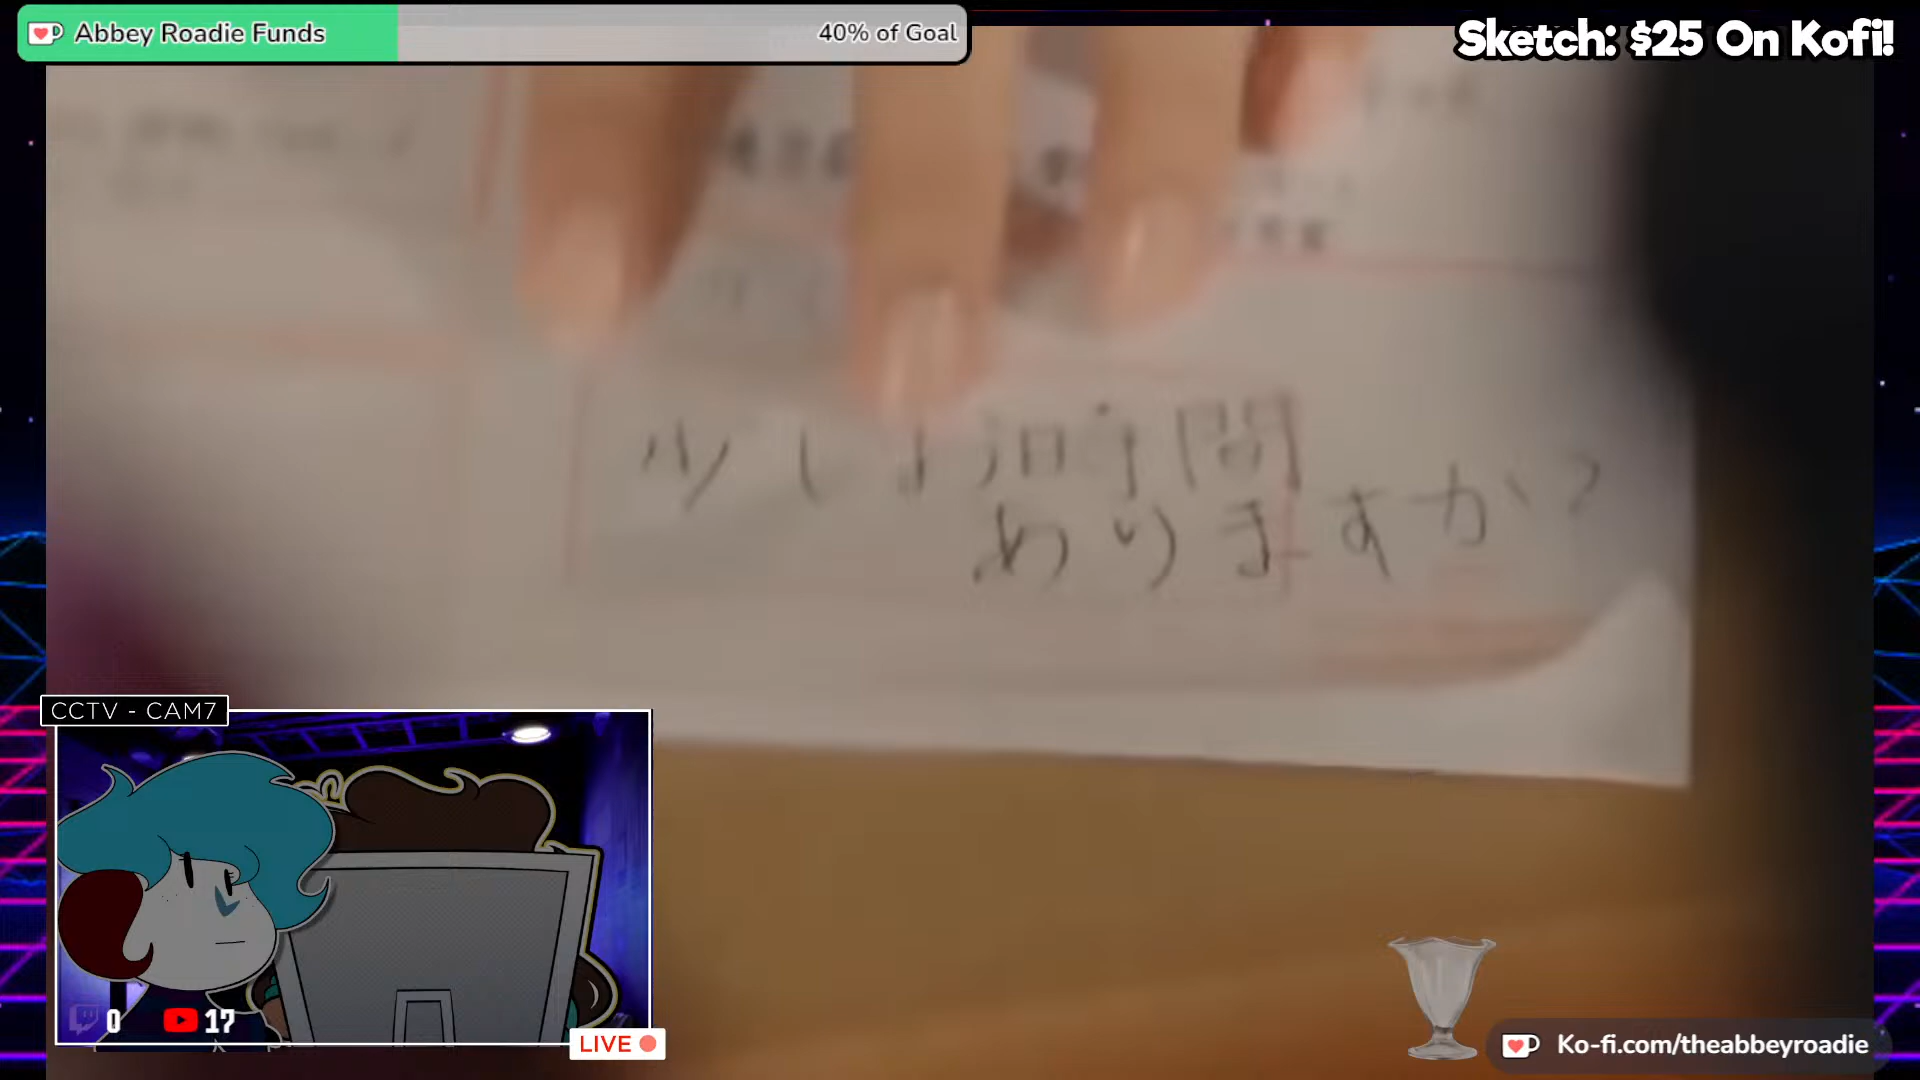 Abbey Roadie Funds
40% of Goal
Sketch: $25 On Kofi!
少しお時間
ありますか?
CCTV - CAM7
0
17
LIVE
Ko-fi.com/theabbeyroadie